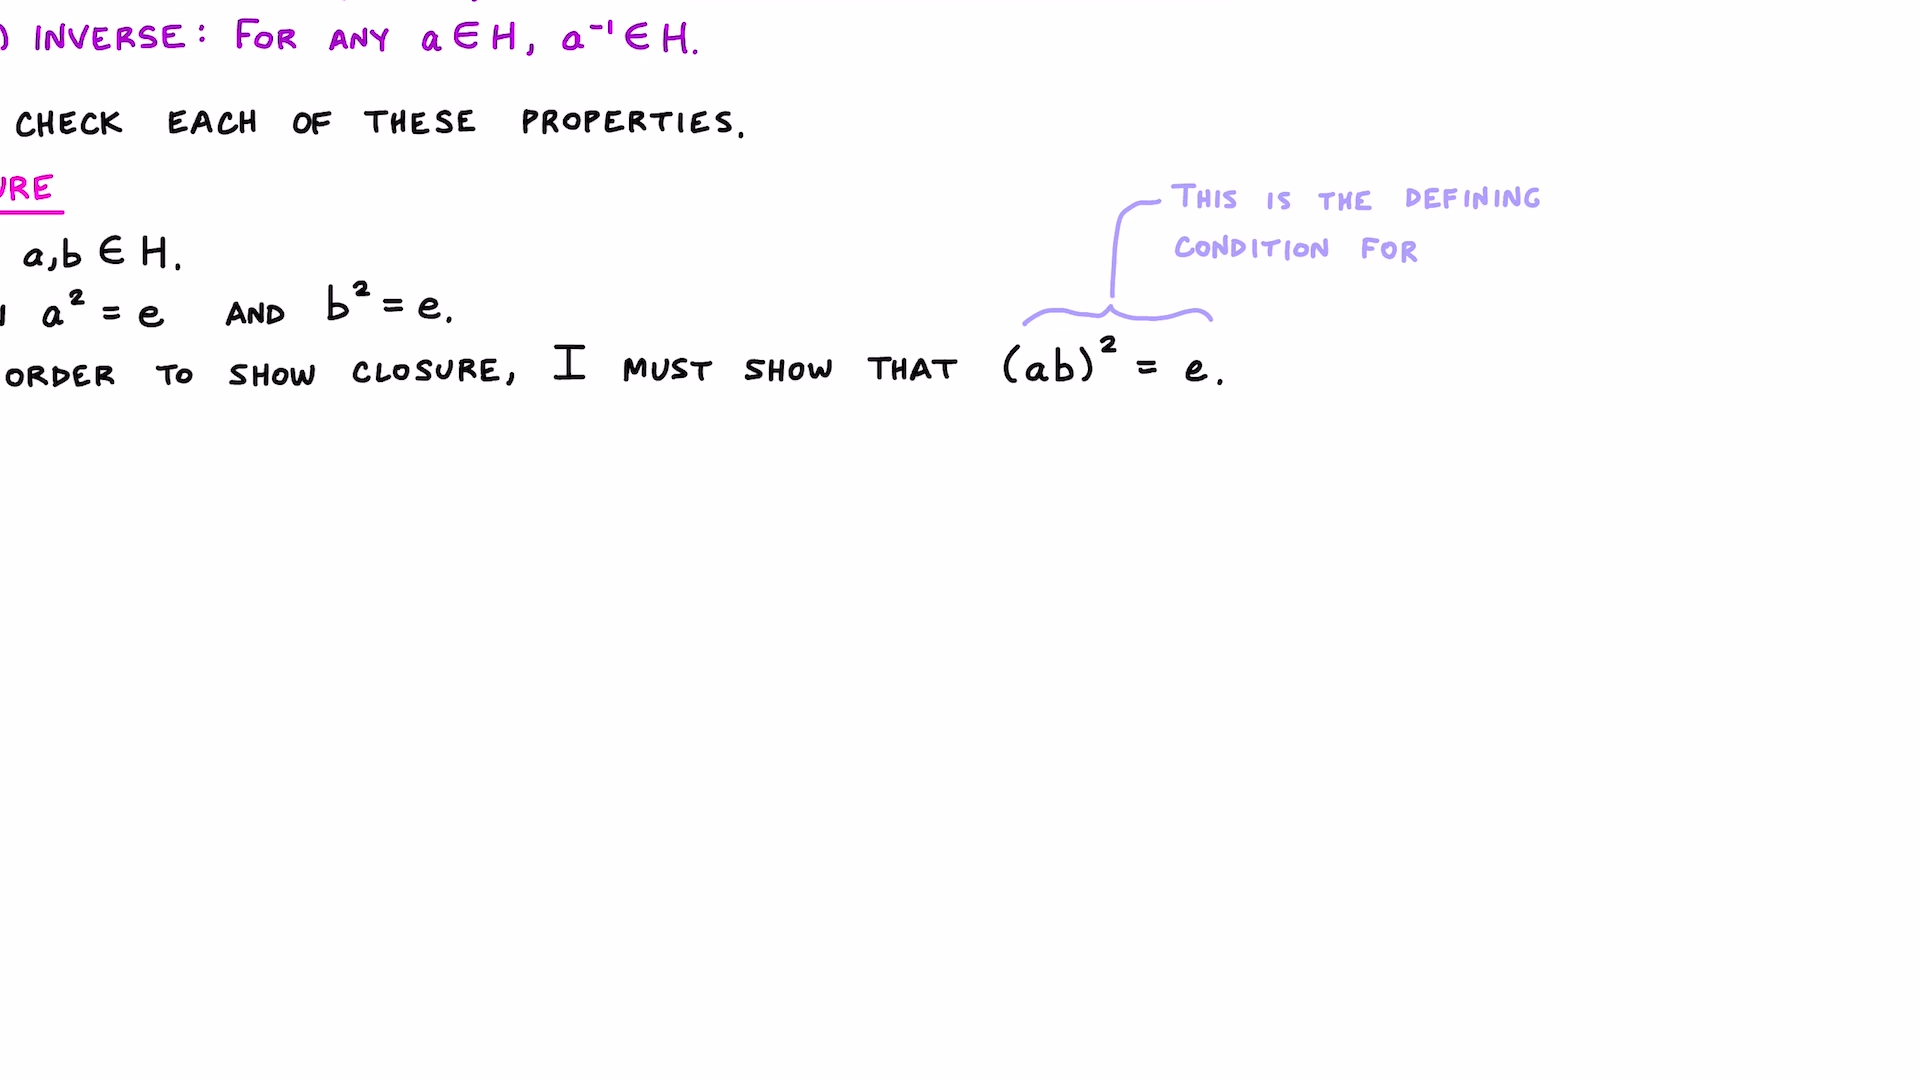 ) INVERSE: FOR ANY a ∈ H, a⁻¹ ∈ H.
CHECK EACH OF THESE PROPERTIES.
URE
a,b ∈ H.
a² = e AND b² = e.
ORDER TO SHOW CLOSURE, I MUST SHOW THAT (ab)² = e.
THIS IS THE DEFINING
CONDITION FOR